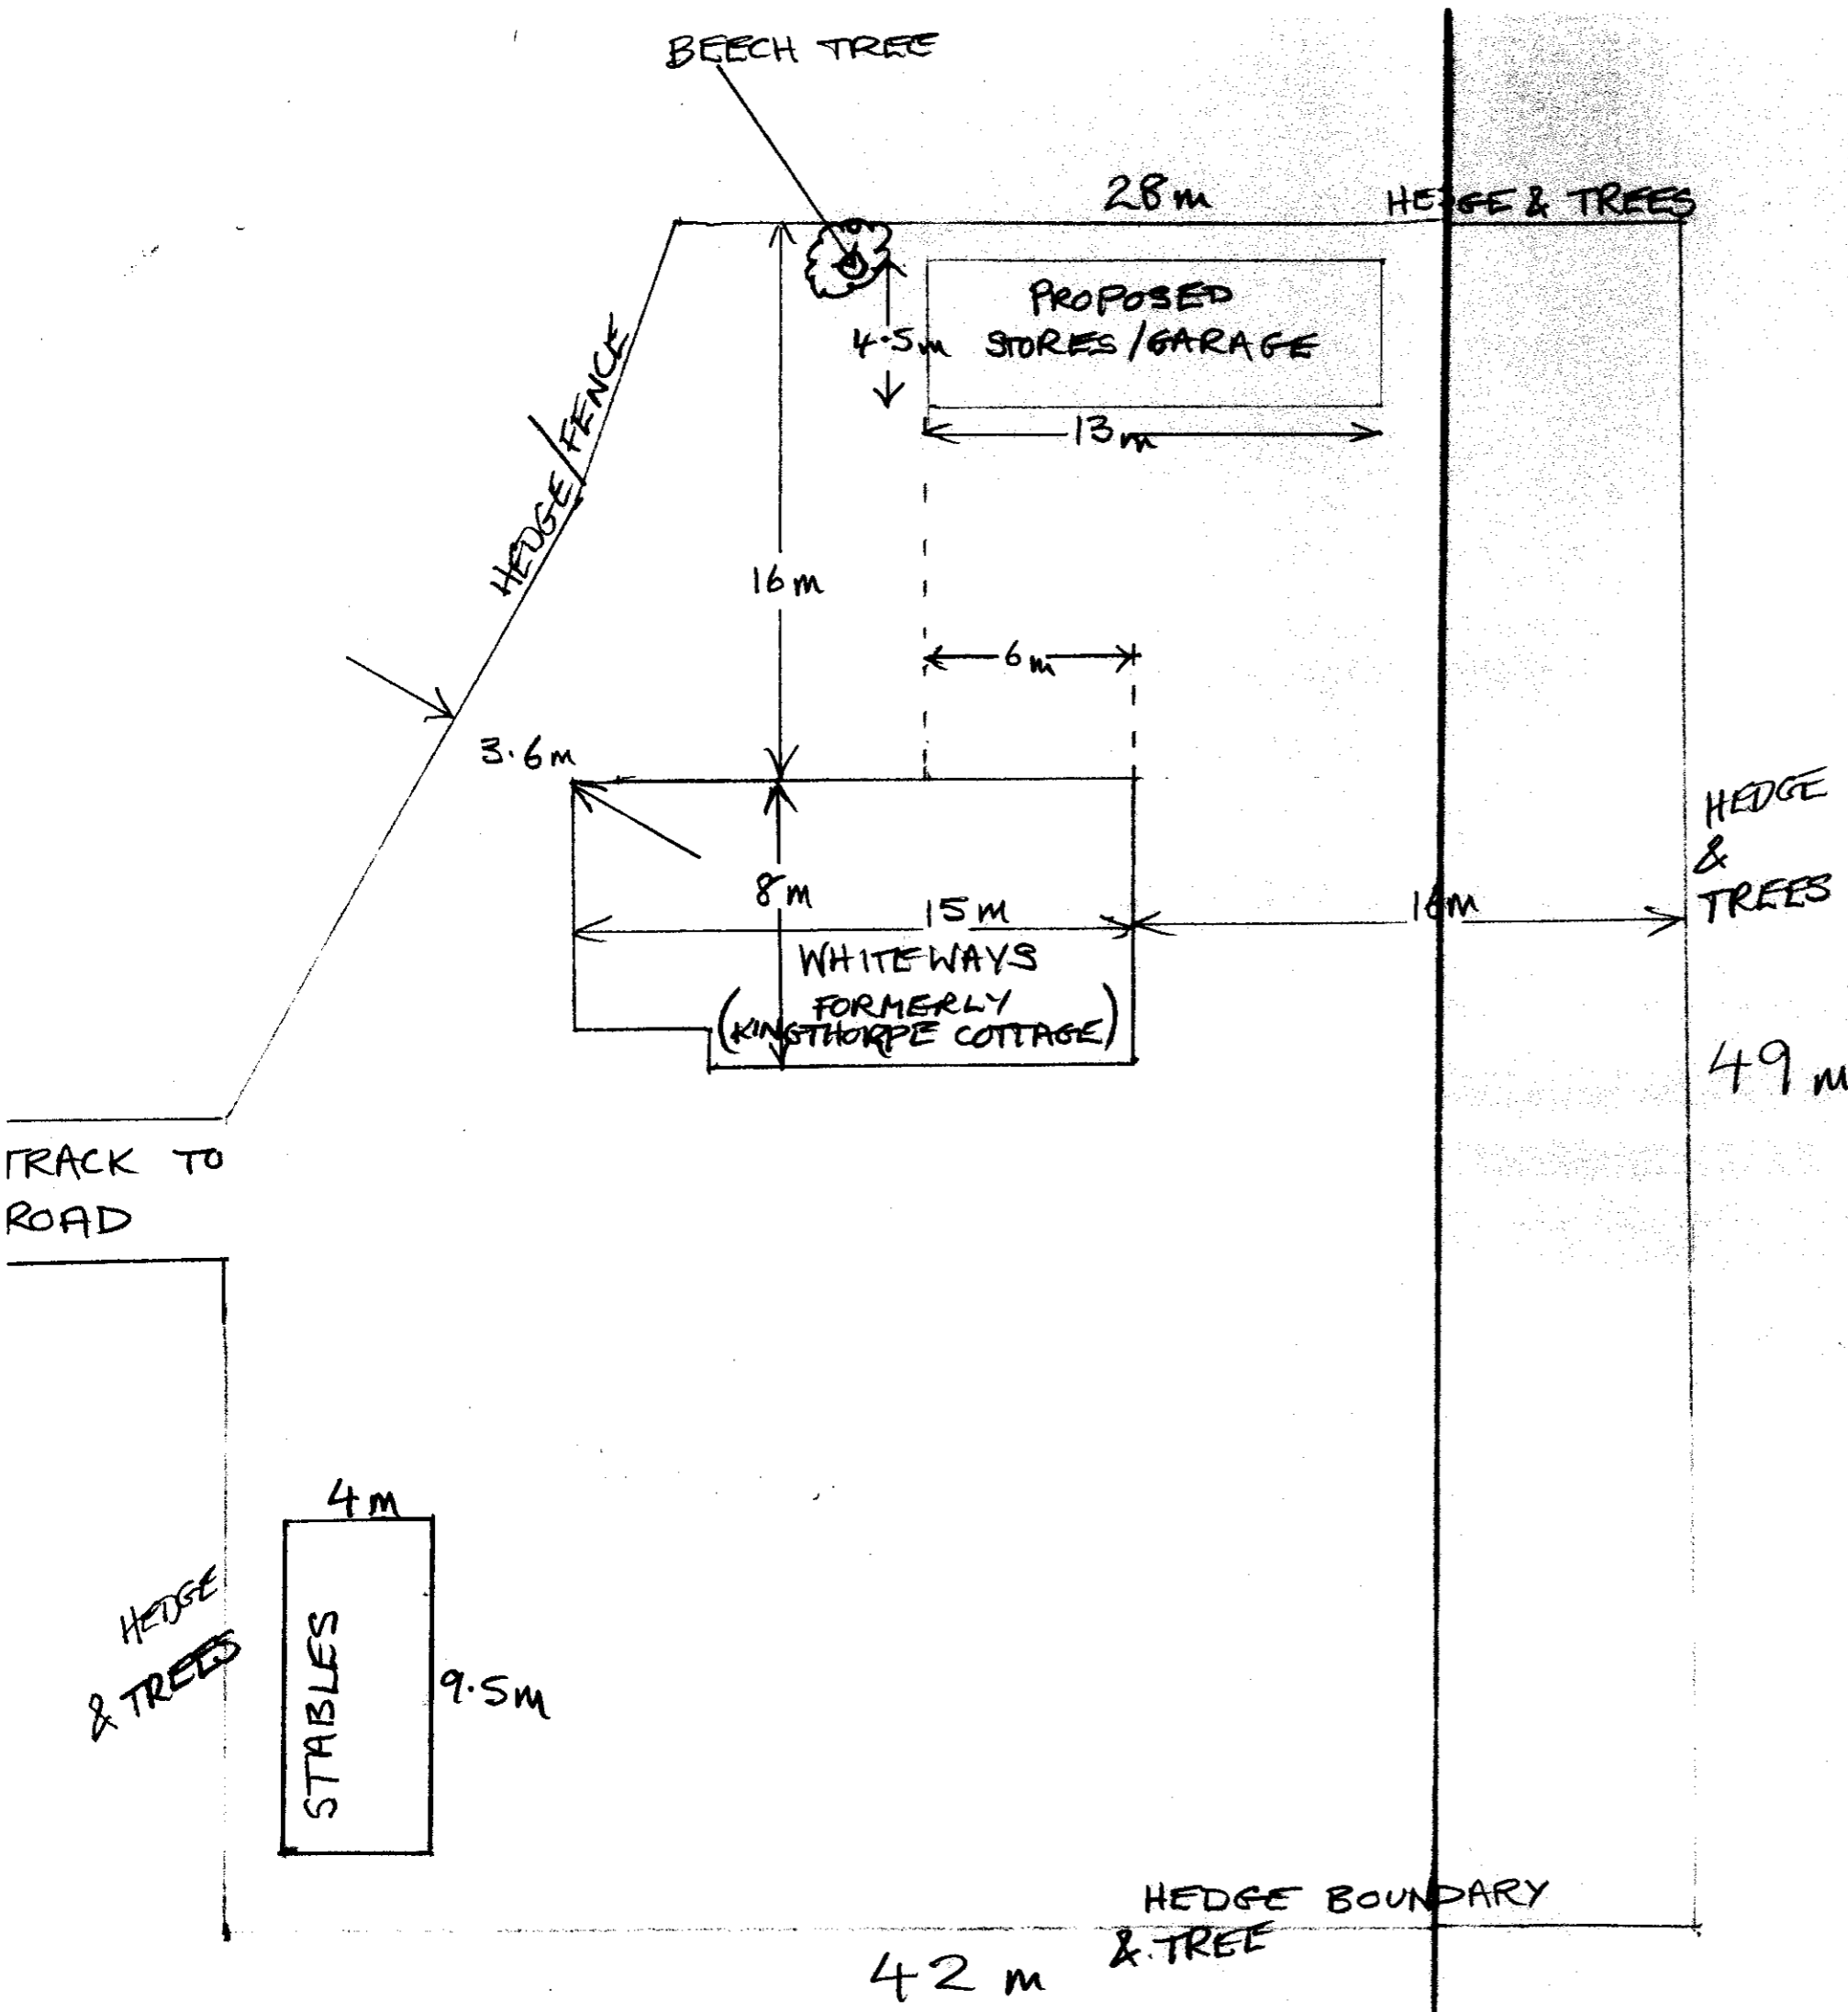 BEECH TREE
28m
HEDGE & TREES
PROPOSED
4.5m STORES/GARAGE
13m
HEDGE/FENCE
16m
6m
3.6m
HEDGE
&
TREES
8m
15m
16m
WHITEWAYS
(FORMERLY
KINGTHORPE COTTAGE)
49 m
TRACK TO
ROAD
4m
HEDGE
& TREES
STABLES
9.5m
HEDGE BOUNDARY
& TREE
42 m